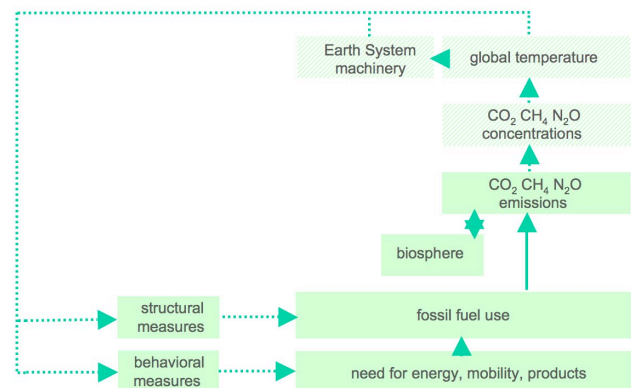 Earth System
machinery
global temperature
CO₂ CH₄ N₂O
concentrations
CO₂ CH₄ N₂O
emissions
biosphere
structural
measures
fossil fuel use
behavioral
measures
need for energy, mobility, products